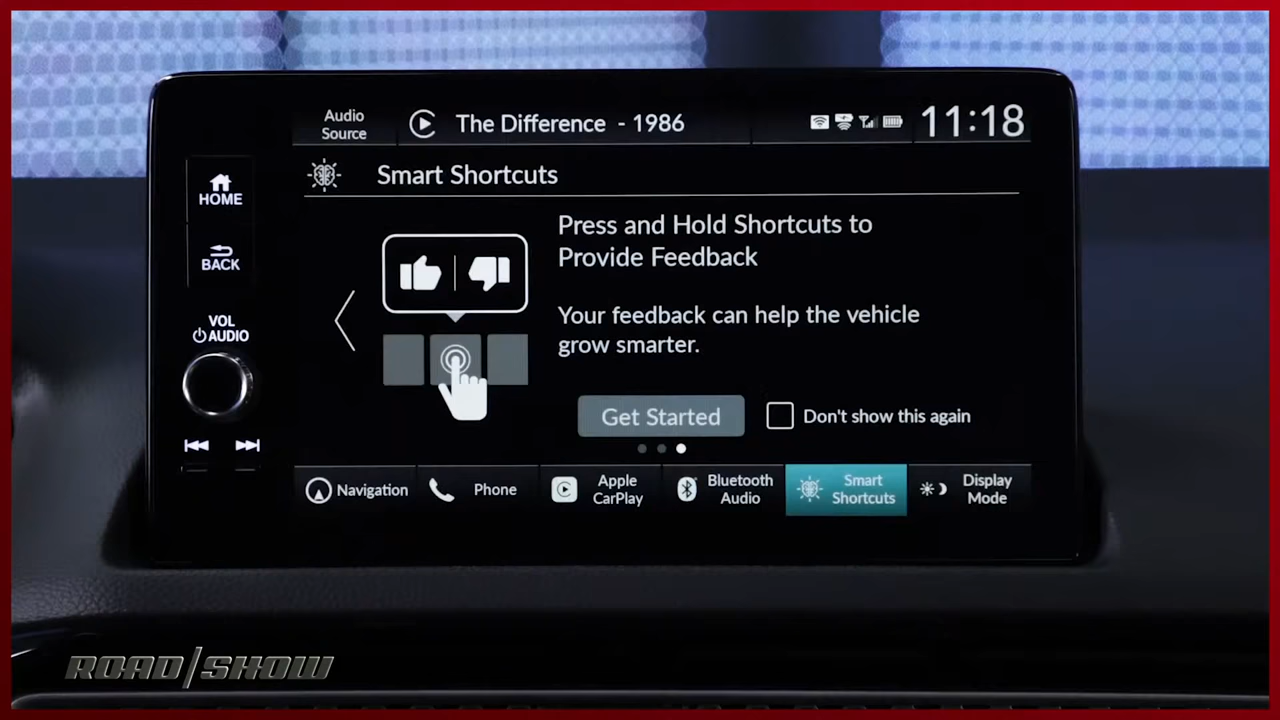 Audio
Source
The Difference - 1986
11:18
HOME
Smart Shortcuts
Press and Hold Shortcuts to
Provide Feedback
BACK
Your feedback can help the vehicle
grow smarter.
VOL
AUDIO
Get Started
Don't show this again
Navigation
Phone
Apple
CarPlay
Bluetooth
Audio
Smart
Shortcuts
Display
Mode
ROAD/SHOW